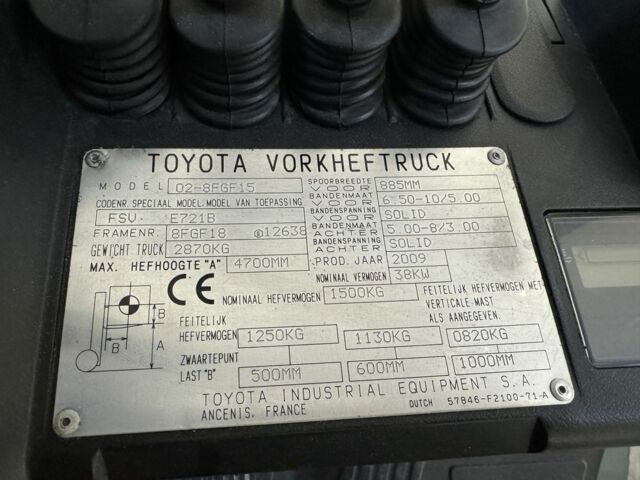 TOYOTA VORKHEFTRUCK
MODEL 02-8FGF15 SPOORBREEDTE VOOR 885MM
CODENR. SPECIAAL MODEL.MODEL VAN TOEPASSING BANDENMAAT VOOR 6.50-10/5.00
FSV. E721B BANDENSPANNING VOOR SOLID
FRAMENR. 8FGF18 12638 BANDENMAAT ACHTER 5.00-8/3.00
GEWICHT TRUCK 2870KG BANDENSPANNING ACHTER SOLID
MAX. HEFHOOGTE "A" 4700MM PROD. JAAR 2009
NOMINAAL VERMOGEN 38KW
CE NOMINAAL HEFVERMOGEN 1500KG FEITELIJK HEFVERMOGEN MET VERTICALE MAST ALS AANGEGEVEN.
B
B
A
FEITELIJK
HEFVERMOGEN 1250KG 1130KG 0820KG
ZWAARTEPUNT
LAST "B" 500MM 600MM 1000MM
TOYOTA INDUSTRIAL EQUIPMENT S.A.
ANCENIS, FRANCE DUTCH 57846-F2100-71-A